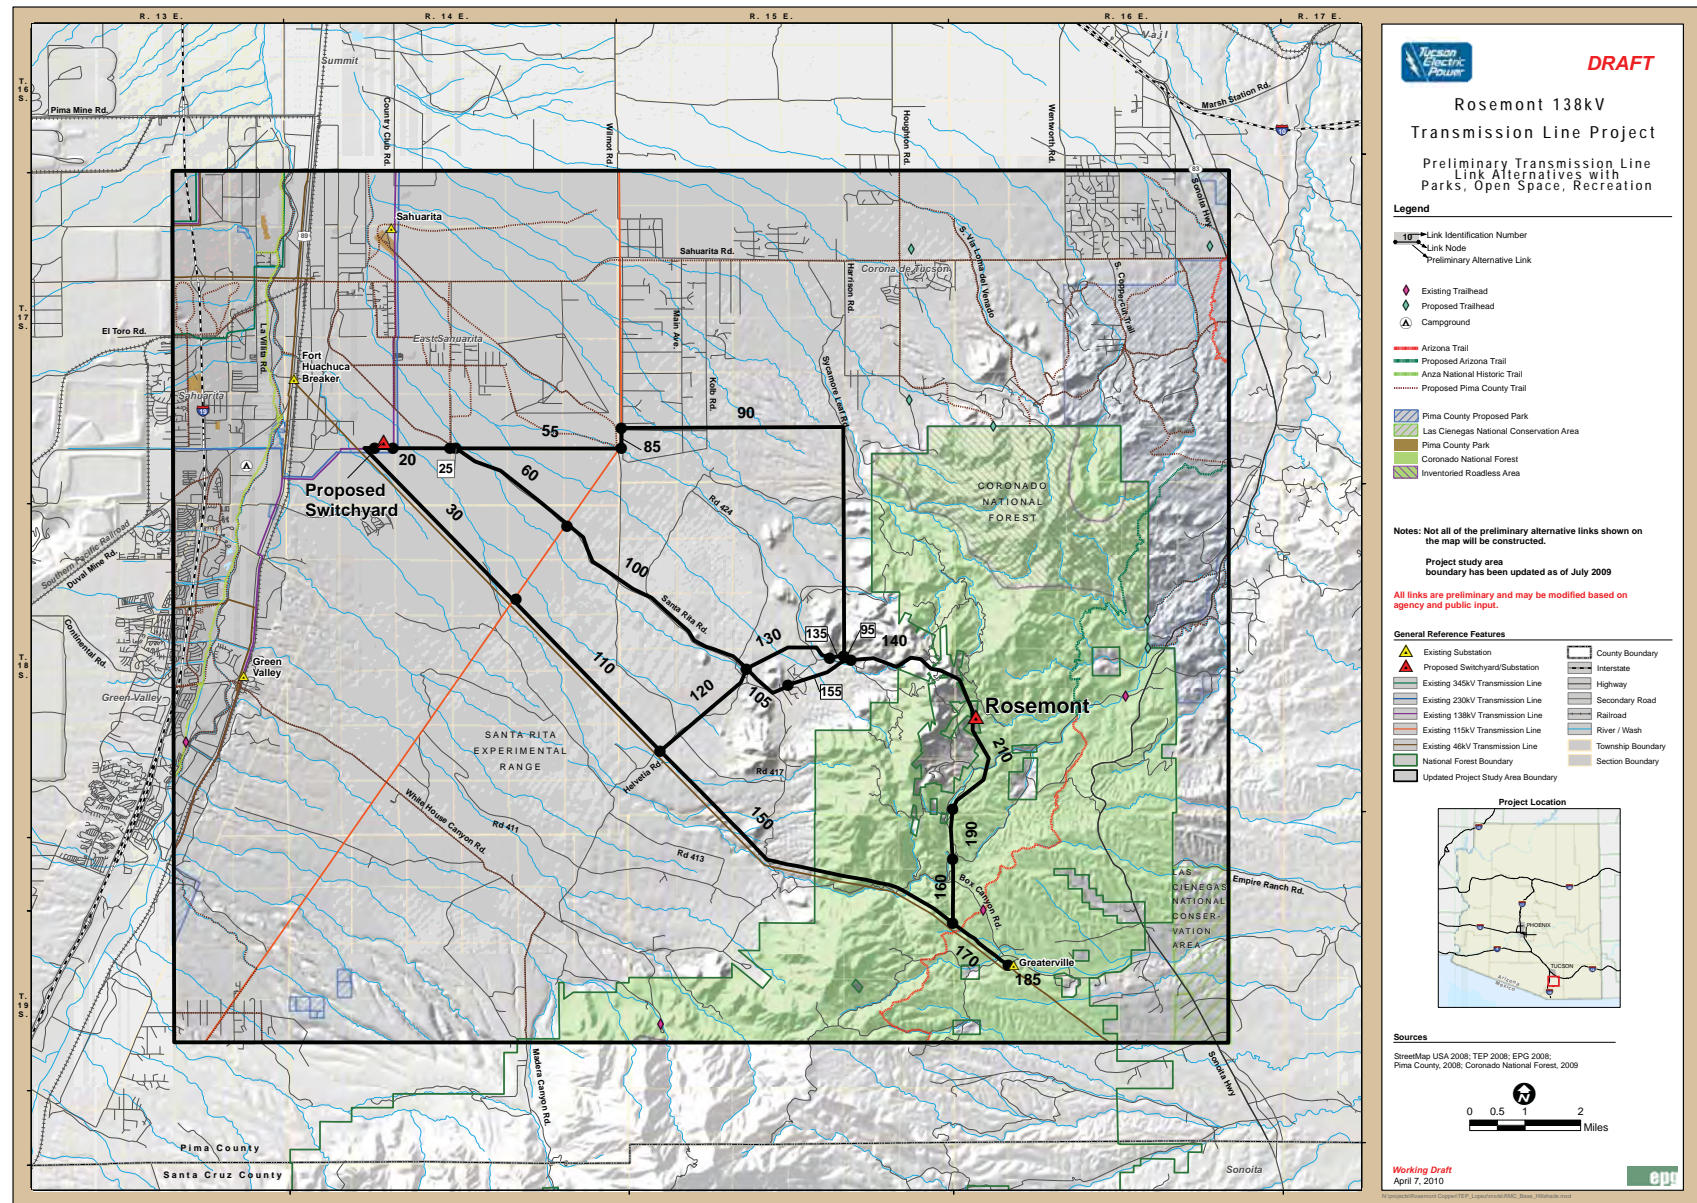 R. 13 E.
R. 14 E.
R. 15 E.
R. 16 E.
R. 17 E.
T.
16
S.
T.
17
S.
T.
18
S.
T.
19
S.
Summit
Vail
Pima Mine Rd.
Country Club Rd.
Wilmot Rd.
Houghton Rd.
Wentworth Rd.
Marsh Station Rd.
10
83
Sonoita Hwy.
89
Sahuarita
Sahuarita Rd.
Corona de Tucson
S. Via Loma del Venado
S. Coppercut Trail
Harrison Rd.
Main Ave.
Kolb Rd.
Sycamore Leaf Rd.
El Toro Rd.
La Villita Rd.
East Sahuarita
Fort
Huachuca
Breaker
Sahuarita
19
90
55
85
20
25
60
Proposed
Switchyard
30
Rd 424
CORONADO
NATIONAL
FOREST
Southern Pacific Railroad
Duval Mine Rd.
100
Santa Rita Rd.
Continental Rd.
130
135
95
140
110
Green
Valley
Green Valley
120
105
155
Rosemont
SANTA RITA
EXPERIMENTAL
RANGE
Helvetia Rd.
Rd 417
210
White House Canyon Rd.
Rd 411
150
Rd 413
190
160
Box Canyon Rd.
LAS
CIENEGAS
NATIONAL
CONSER-
VATION
AREA
Empire Ranch Rd.
170
Greaterville
185
Madera Canyon Rd.
Sonoita Hwy
Pima County
Santa Cruz County
Sonoita
Tucson
Electric
Power
DRAFT
Rosemont 138kV
Transmission Line Project
Preliminary Transmission Line
Link Alternatives with
Parks, Open Space, Recreation
Legend
10
Link Identification Number
Link Node
Preliminary Alternative Link
Existing Trailhead
Proposed Trailhead
Campground
Arizona Trail
Proposed Arizona Trail
Anza National Historic Trail
Proposed Pima County Trail
Pima County Proposed Park
Las Cienegas National Conservation Area
Pima County Park
Coronado National Forest
Inventoried Roadless Area
Notes: Not all of the preliminary alternative links shown on
the map will be constructed.
Project study area
boundary has been updated as of July 2009
All links are preliminary and may be modified based on
agency and public input.
General Reference Features
Existing Substation
Proposed Switchyard/Substation
Existing 345kV Transmission Line
Existing 230kV Transmission Line
Existing 138kV Transmission Line
Existing 115kV Transmission Line
Existing 46kV Transmission Line
National Forest Boundary
Updated Project Study Area Boundary
County Boundary
Interstate
Highway
Secondary Road
Railroad
River / Wash
Township Boundary
Section Boundary
Project Location
PHOENIX
TUCSON
Arizona
Mexico
Sources
StreetMap USA 2008; TEP 2008; EPG 2008;
Pima County, 2008; Coronado National Forest, 2009
N
0 0.5 1 2
Miles
Working Draft
April 7, 2010
epg